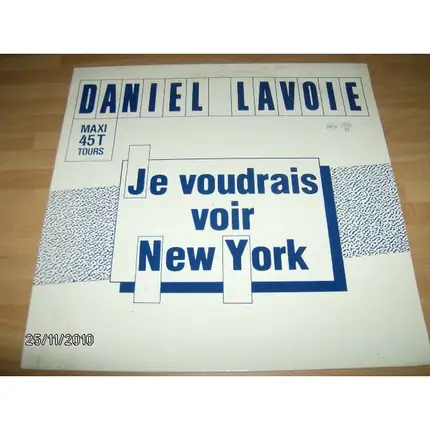 DANIEL LAVOIE
MAXI
45T
TOURS
Je voudrais
voir
New York
25/11/2010